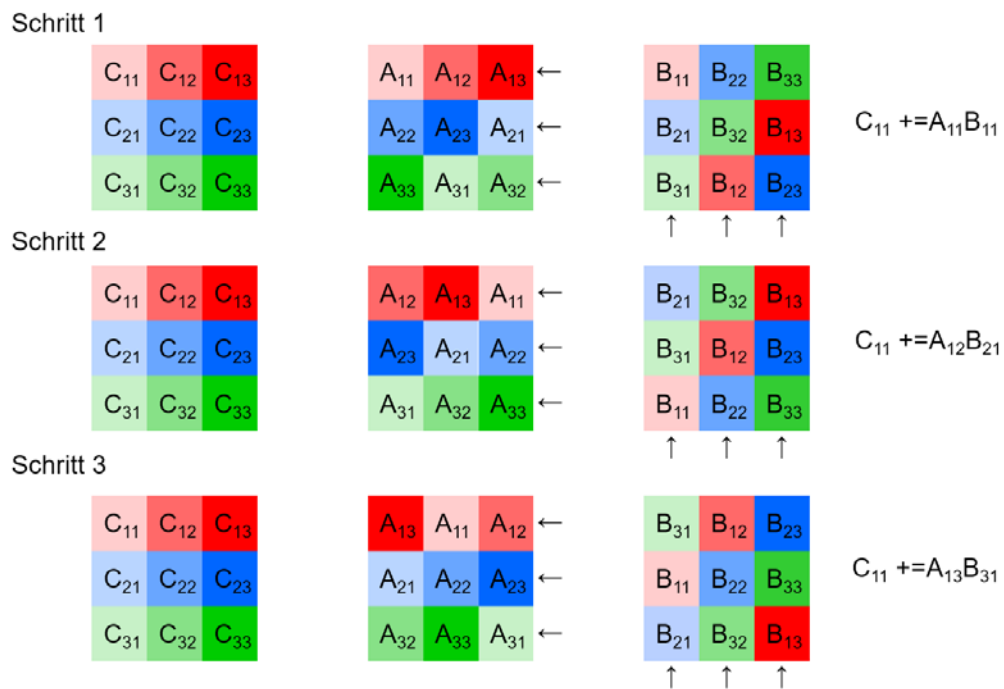 Schritt 1
C₁₁ C₁₂ C₁₃ A₁₁ A₁₂ A₁₃ ← B₁₁ B₂₂ B₃₃
C₂₁ C₂₂ C₂₃ A₂₂ A₂₃ A₂₁ ← B₂₁ B₃₂ B₁₃ C₁₁ +=A₁₁B₁₁
C₃₁ C₃₂ C₃₃ A₃₃ A₃₁ A₃₂ ← B₃₁ B₁₂ B₂₃
↑ ↑ ↑
Schritt 2
C₁₁ C₁₂ C₁₃ A₁₂ A₁₃ A₁₁ ← B₂₁ B₃₂ B₁₃
C₂₁ C₂₂ C₂₃ A₂₃ A₂₁ A₂₂ ← B₃₁ B₁₂ B₂₃ C₁₁ +=A₁₂B₂₁
C₃₁ C₃₂ C₃₃ A₃₁ A₃₂ A₃₃ ← B₁₁ B₂₂ B₃₃
↑ ↑ ↑
Schritt 3
C₁₁ C₁₂ C₁₃ A₁₃ A₁₁ A₁₂ ← B₃₁ B₁₂ B₂₃
C₂₁ C₂₂ C₂₃ A₂₁ A₂₂ A₂₃ ← B₁₁ B₂₂ B₃₃ C₁₁ +=A₁₃B₃₁
C₃₁ C₃₂ C₃₃ A₃₂ A₃₃ A₃₁ ← B₂₁ B₃₂ B₁₃
↑ ↑ ↑